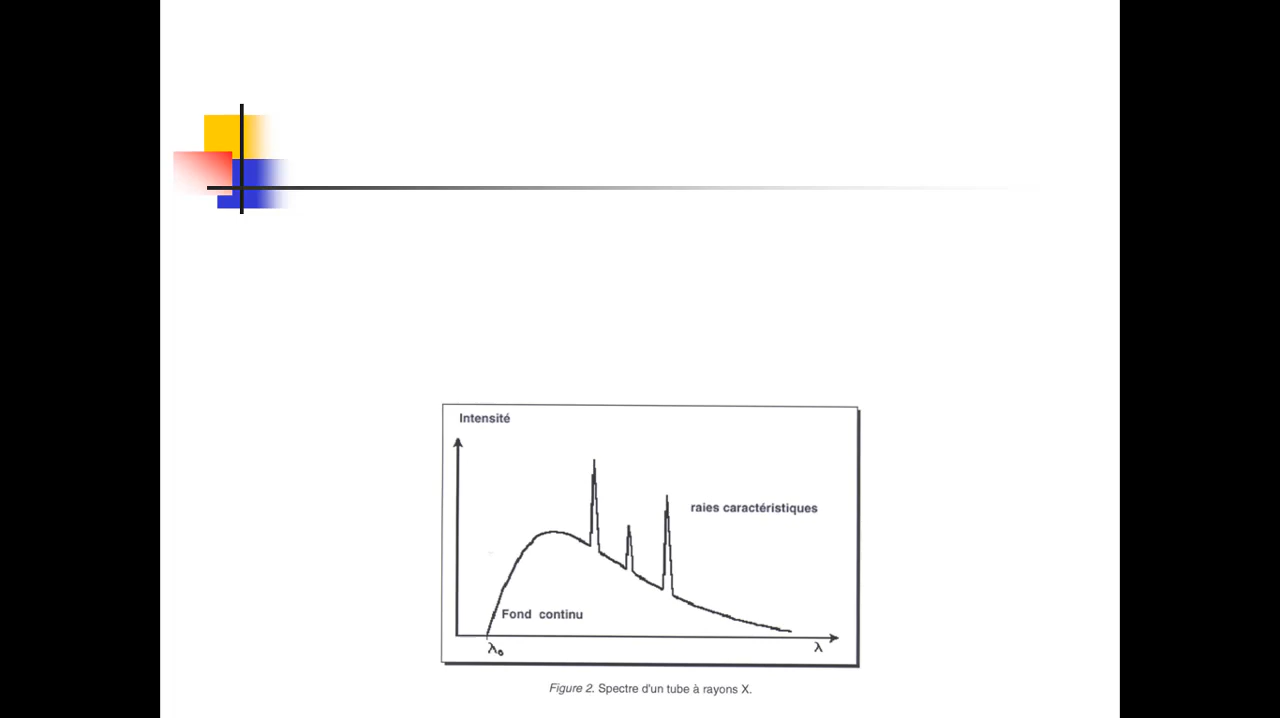 Intensité
raies caractéristiques
Fond continu
λ₀
λ
Figure 2. Spectre d'un tube à rayons X.